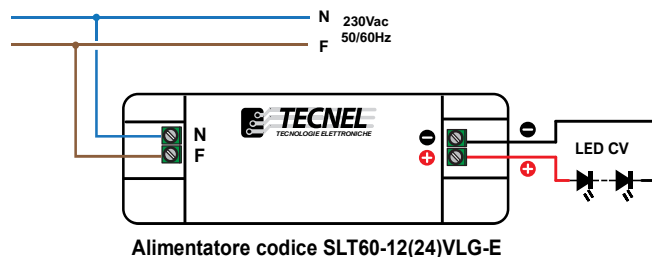 N 230Vac
F 50/60Hz
N
F
TECNEL
TECNOLOGIE ELETTRONICHE
LED CV
Alimentatore codice SLT60-12(24)VLG-E